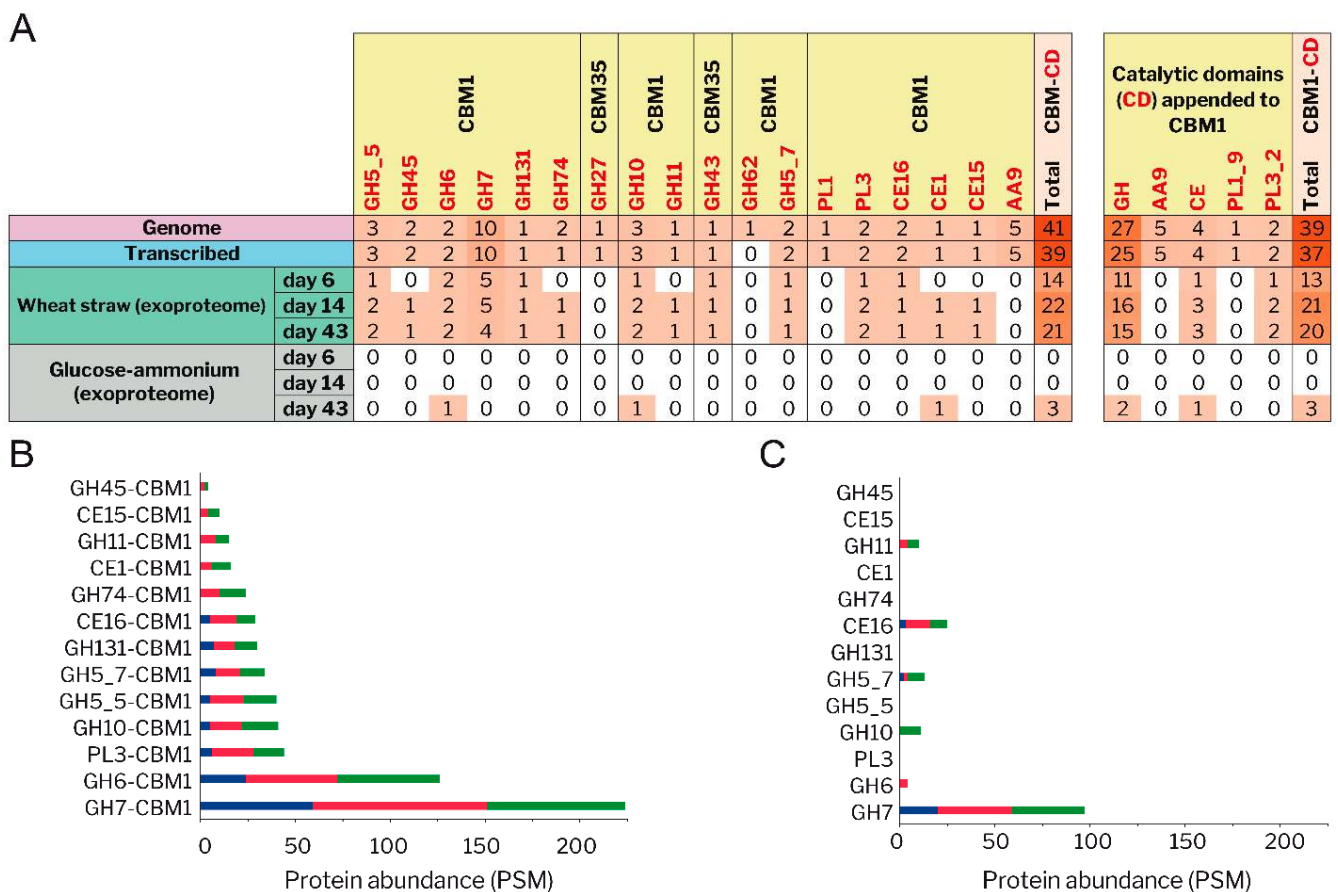 A
CBM1 CBM35 CBM1 CBM35 CBM1 CBM1 CBM-CD
GH5_5 GH45 GH6 GH7 GH131 GH74 GH27 GH10 GH11 GH43 GH62 GH5_7 PL1 PL3 CE16 CE1 CE15 AA9 Total
Catalytic domains
(CD) appended to
CBM1
CBM1-CD
GH AA9 CE PL1_9 PL3_2 Total
Genome 3 2 2 10 1 2 1 3 1 1 1 2 1 2 2 1 1 5 41 27 5 4 1 2 39
Transcribed 3 2 2 10 1 1 1 3 1 1 0 2 1 2 2 1 1 5 39 25 5 4 1 2 37
Wheat straw (exoproteome)
day 6 1 0 2 5 1 0 0 1 0 1 0 1 0 1 1 0 0 0 14 11 0 1 0 1 13
day 14 2 1 2 5 1 1 0 2 1 1 0 1 0 2 1 1 1 0 22 16 0 3 0 2 21
day 43 2 1 2 4 1 1 0 2 1 1 0 1 0 2 1 1 1 0 21 15 0 3 0 2 20
Glucose-ammonium
(exoproteome)
day 6 0 0 0 0 0 0 0 0 0 0 0 0 0 0 0 0 0 0 0 0 0 0 0 0 0
day 14 0 0 0 0 0 0 0 0 0 0 0 0 0 0 0 0 0 0 0 0 0 0 0 0 0
day 43 0 0 1 0 0 0 0 1 0 0 0 0 0 0 0 1 0 0 3 2 0 1 0 0 3
B
GH45-CBM1
CE15-CBM1
GH11-CBM1
CE1-CBM1
GH74-CBM1
CE16-CBM1
GH131-CBM1
GH5_7-CBM1
GH5_5-CBM1
GH10-CBM1
PL3-CBM1
GH6-CBM1
GH7-CBM1
0 50 100 150 200
Protein abundance (PSM)
C
GH45
CE15
GH11
CE1
GH74
CE16
GH131
GH5_7
GH5_5
GH10
PL3
GH6
GH7
0 50 100 150 200
Protein abundance (PSM)